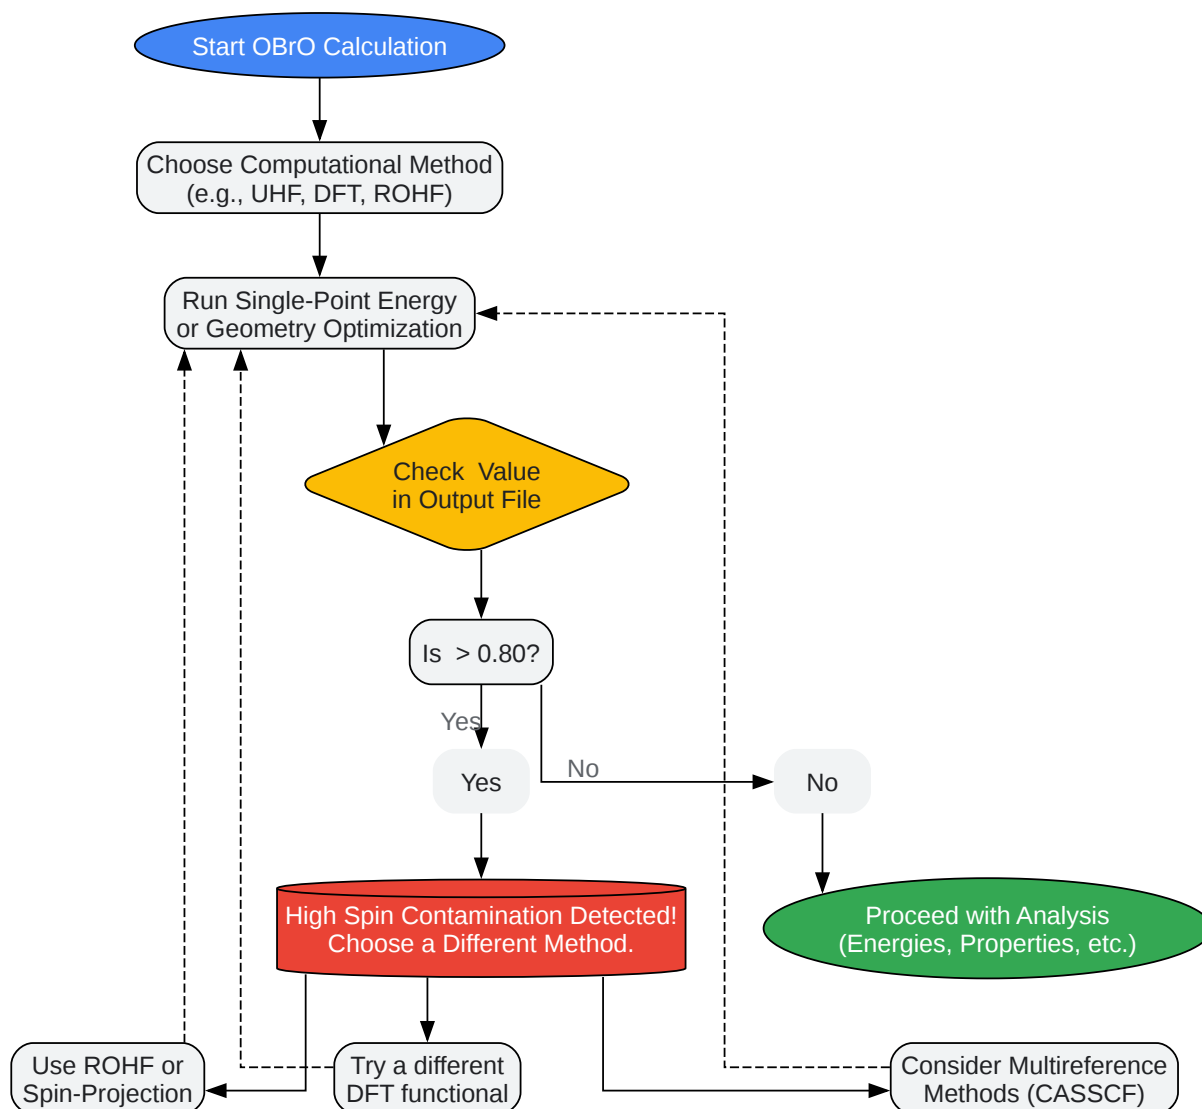 Start OBrO Calculation
Choose Computational Method
(e.g., UHF, DFT, ROHF)
Run Single-Point Energy
or Geometry Optimization
Check  Value
in Output File
Is  > 0.80?
Yes
No
Yes
No
High Spin Contamination Detected!
Choose a Different Method.
Proceed with Analysis
(Energies, Properties, etc.)
Use ROHF or
Spin-Projection
Try a different
DFT functional
Consider Multireference
Methods (CASSCF)